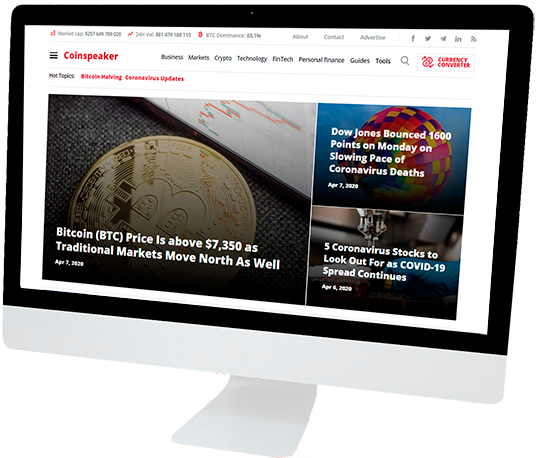 Market cap: $257 649 789 020 24h Vol: $81 479 188 110 BTC Dominance: 65.1% About Contact Advertise
Coinspeaker Business Markets Crypto Technology FinTech Personal finance Guides Tools CURRENCY
CONVERTER
Hot Topics: Bitcoin Halving Coronavirus Updates
Bitcoin (BTC) Price Is above $7,350 as
Traditional Markets Move North As Well
Apr 7, 2020
Dow Jones Bounced 1600
Points on Monday on
Slowing Pace of
Coronavirus Deaths
Apr 7, 2020
5 Coronavirus Stocks to
Look Out For as COVID-19
Spread Continues
Apr 6, 2020